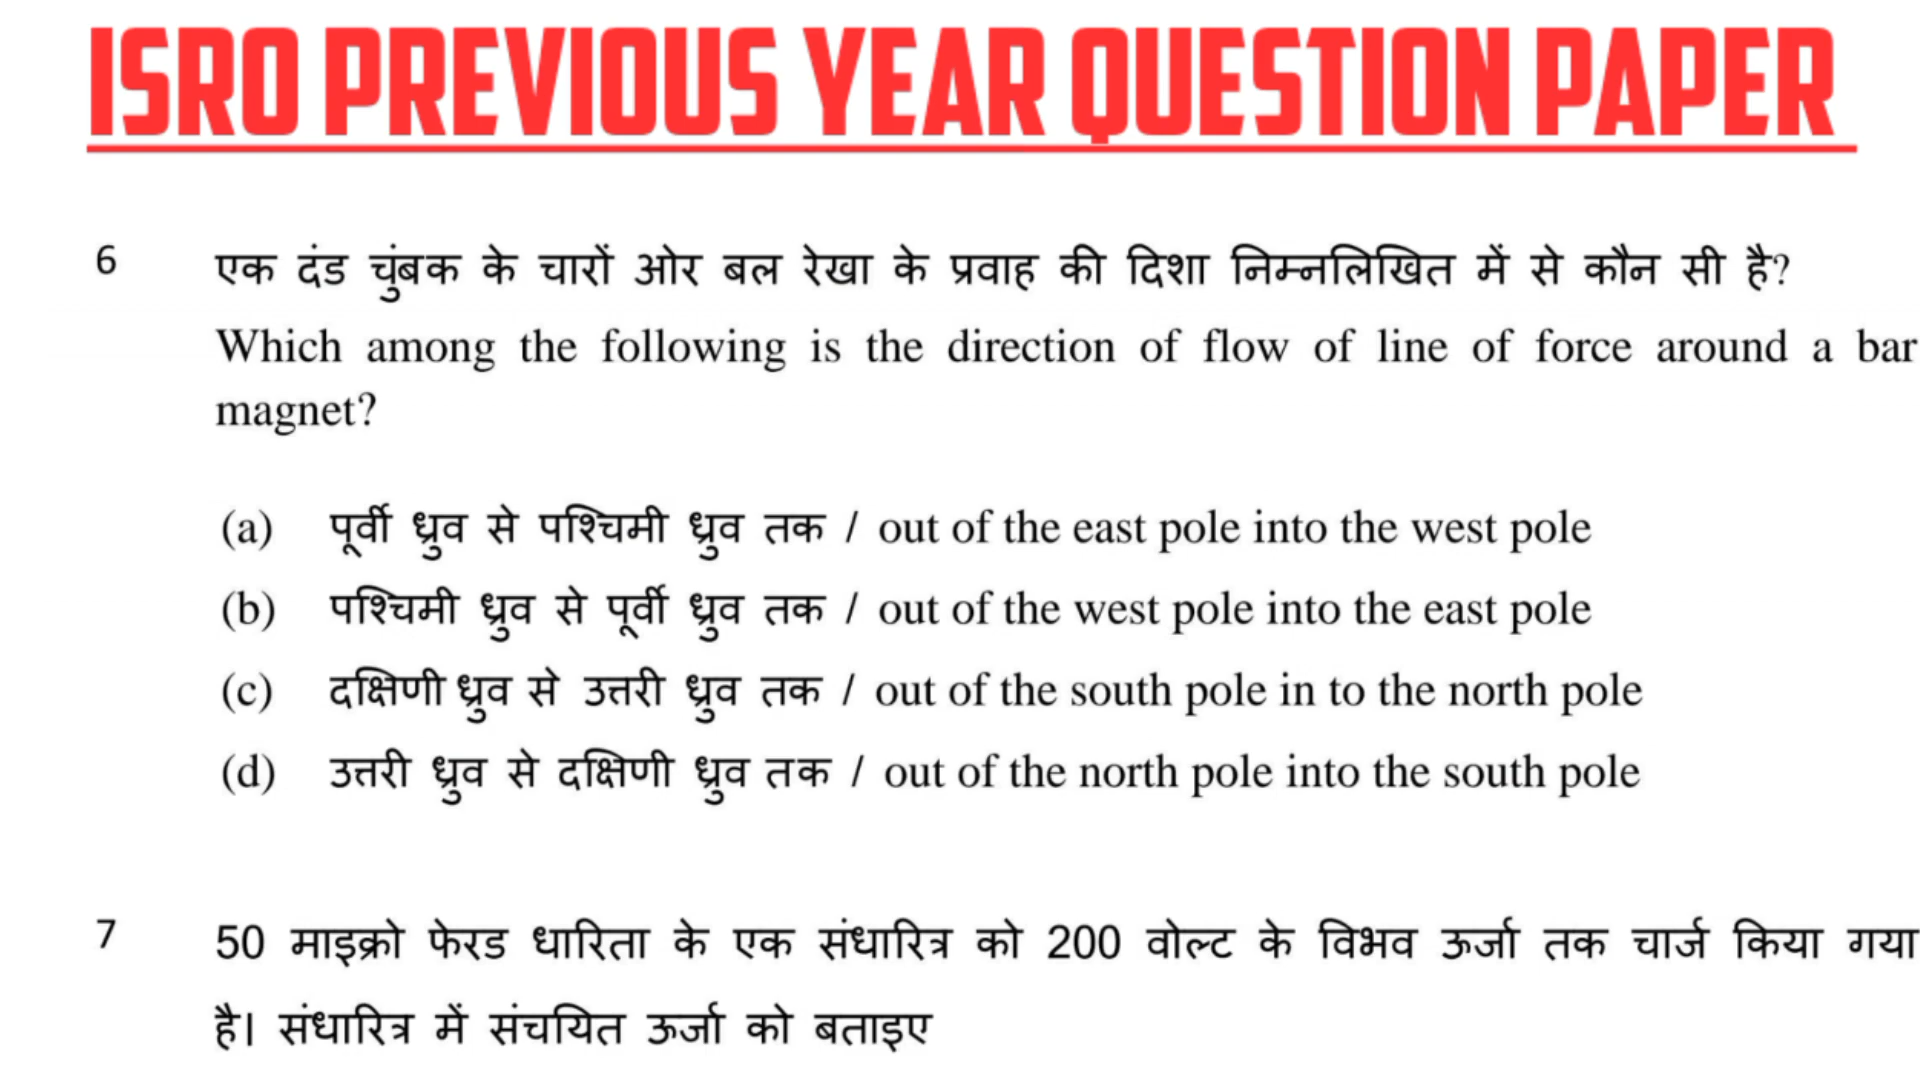 ISRO PREVIOUS YEAR QUESTION PAPER
6 एक दंड चुंबक के चारों ओर बल रेखा के प्रवाह की दिशा निम्नलिखित में से कौन सी है?
Which among the following is the direction of flow of line of force around a bar
magnet?
(a) पूर्वी ध्रुव से पश्चिमी ध्रुव तक / out of the east pole into the west pole
(b) पश्चिमी ध्रुव से पूर्वी ध्रुव तक / out of the west pole into the east pole
(c) दक्षिणी ध्रुव से उत्तरी ध्रुव तक / out of the south pole in to the north pole
(d) उत्तरी ध्रुव से दक्षिणी ध्रुव तक / out of the north pole into the south pole
7 50 माइक्रो फेरड धारिता के एक संधारित्र को 200 वोल्ट के विभव ऊर्जा तक चार्ज किया गया
है। संधारित्र में संचयित ऊर्जा को बताइए